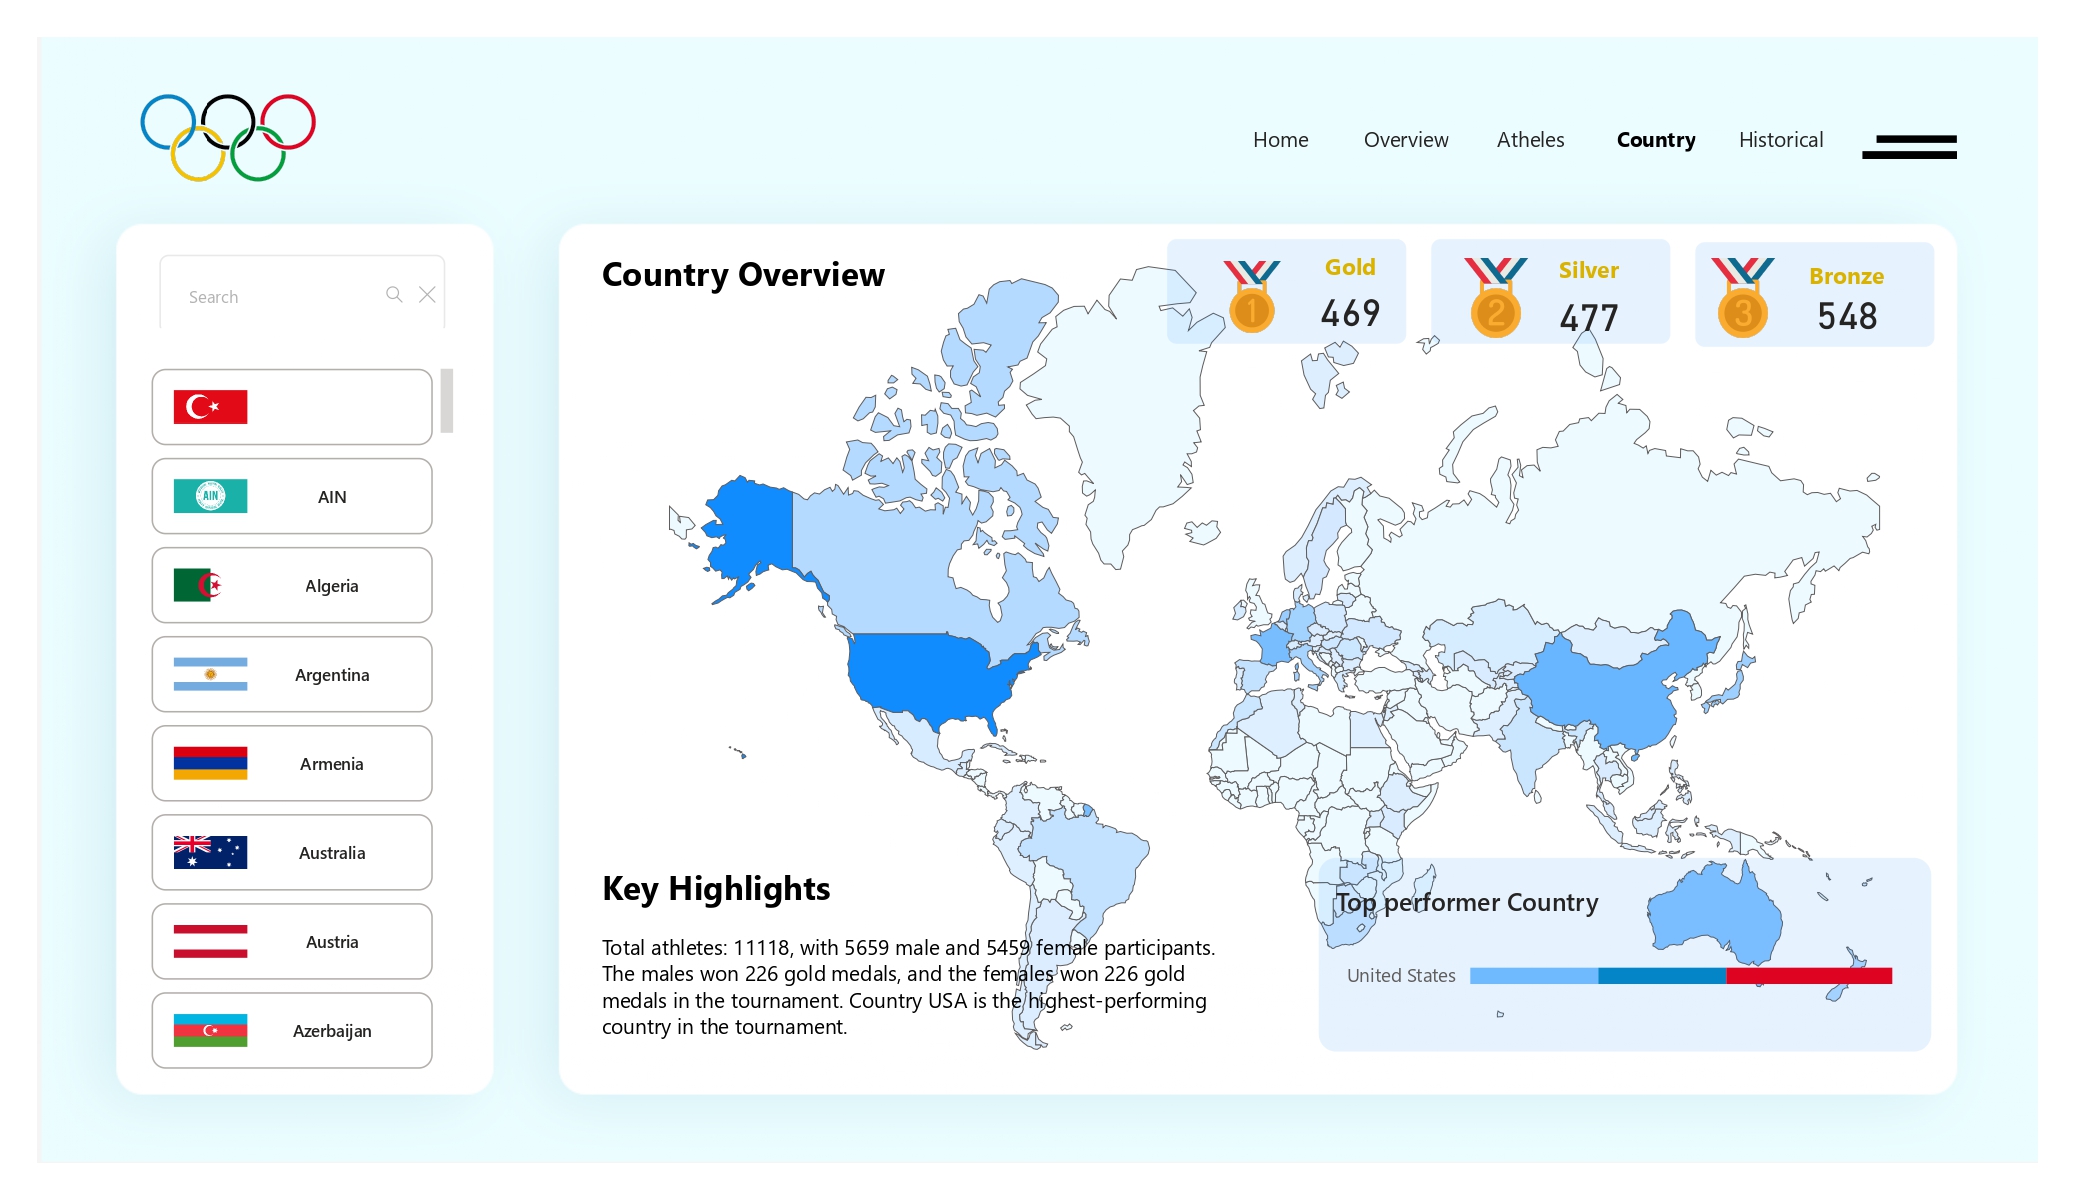 Home Overview Atheles Country Historical
Search
AIN
AIN
Algeria
Argentina
Armenia
Australia
Austria
Azerbaijan
Country Overview
1 Gold
469
2 Silver
477
3 Bronze
548
Key Highlights
Total athletes: 11118, with 5659 male and 5459 female participants.
The males won 226 gold medals, and the females won 226 gold
medals in the tournament. Country USA is the highest-performing
country in the tournament.
Top performer Country
United States